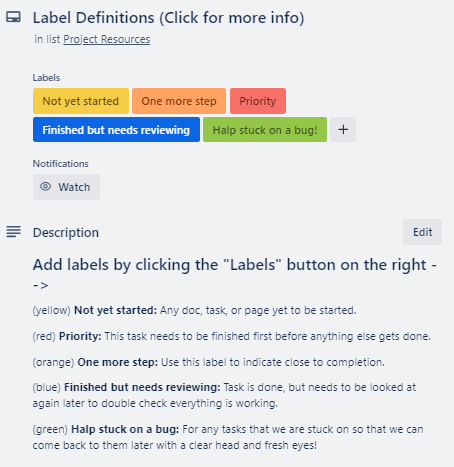 Label Definitions (Click for more info)
in list Project Resources
Labels
Not yet started One more step Priority
Finished but needs reviewing Halp stuck on a bug! +
Notifications
Watch
Description Edit
Add labels by clicking the "Labels" button on the right -
->
(yellow) Not yet started: Any doc, task, or page yet to be started.
(red) Priority: This task needs to be finished first before anything else gets done.
(orange) One more step: Use this label to indicate close to completion.
(blue) Finished but needs reviewing: Task is done, but needs to be looked at
again later to double check everything is working.
(green) Halp stuck on a bug: For any tasks that we are stuck on so that we can
come back to them later with a clear head and fresh eyes!